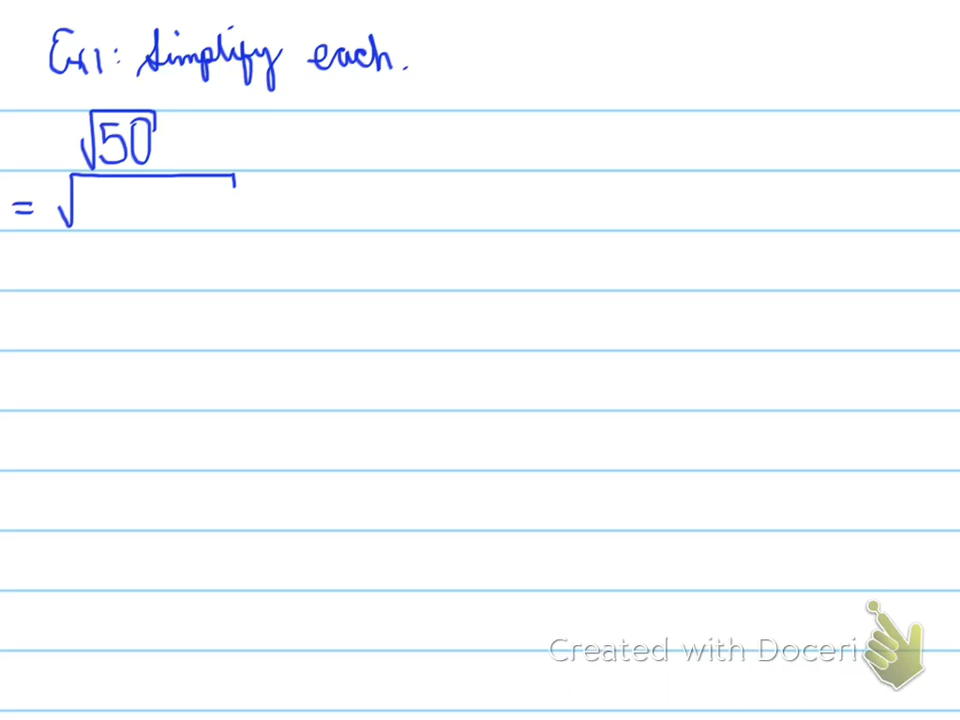 Ex1: Simplify each.
√50
= √
Created with Doceri